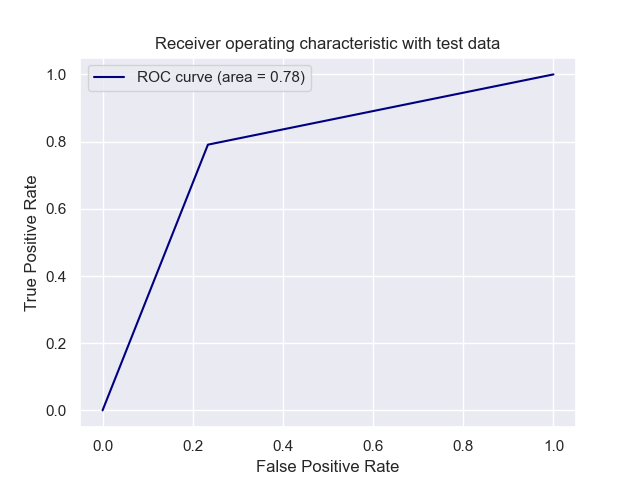 Receiver operating characteristic with test data
ROC curve (area = 0.78)
1.0
0.8
0.6
0.4
0.2
0.0
True Positive Rate
0.0 0.2 0.4 0.6 0.8 1.0
False Positive Rate